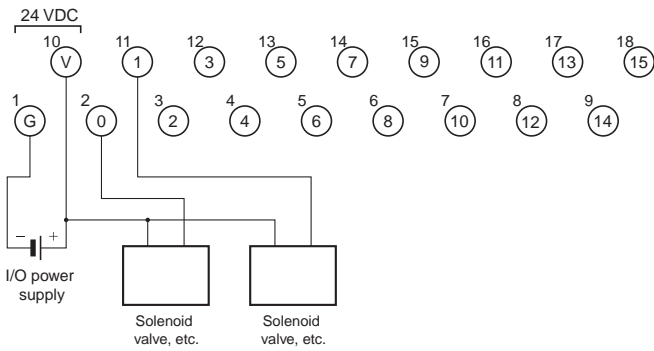 24 VDC
10 11 12 13 14 15 16 17 18
V 1 3 5 7 9 11 13 15
1 2 3 4 5 6 7 8 9
G 0 2 4 6 8 10 12 14
− +
I/O power
supply
Solenoid
valve, etc.
Solenoid
valve, etc.